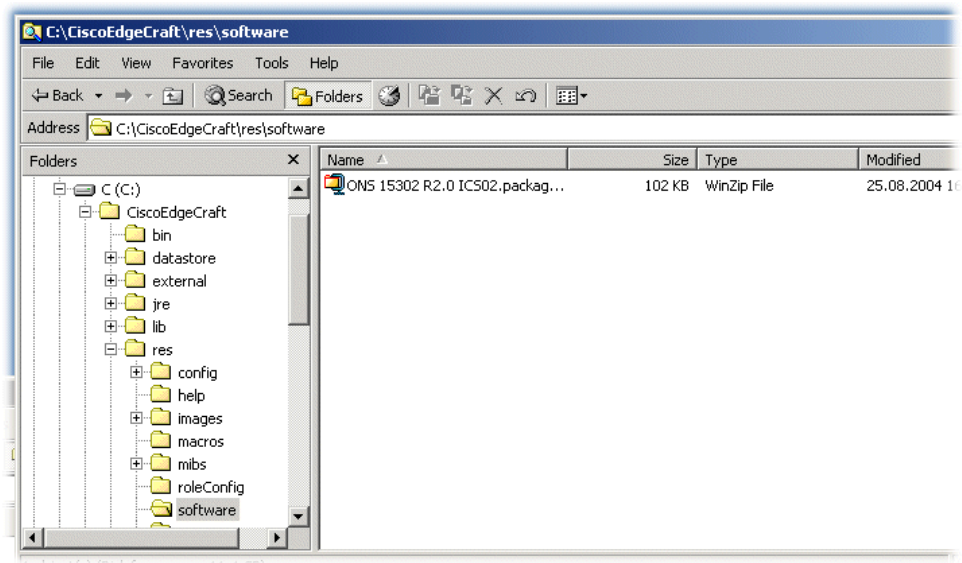 C:\CiscoEdgeCraft\res\software
File Edit View Favorites Tools Help
Back Search Folders
Address C:\CiscoEdgeCraft\res\software
Folders
Name Size Type Modified
ONS 15302 R2.0 ICS02.packag... 102 KB WinZip File 25.08.2004
C (C:)
CiscoEdgeCraft
bin
datastore
external
jre
lib
res
config
help
images
macros
mibs
roleConfig
software